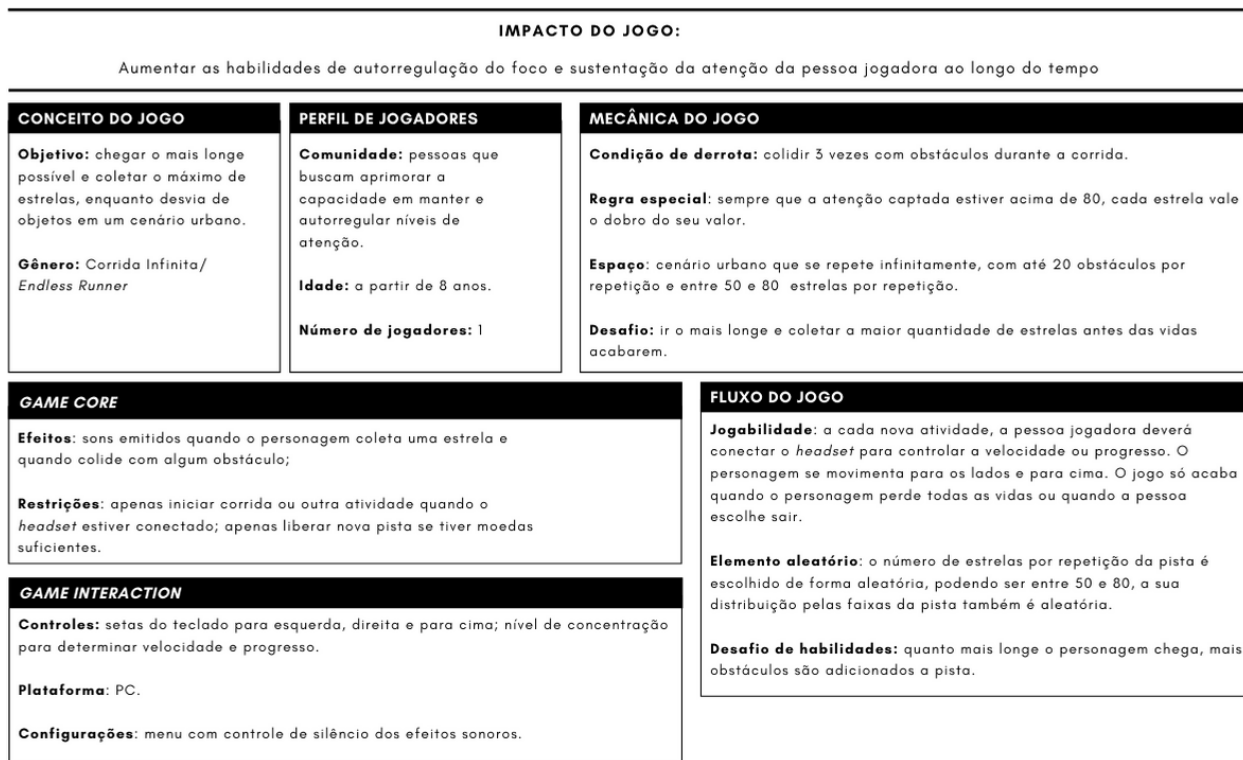 IMPACTO DO JOGO:
Aumentar as habilidades de autorregulação do foco e sustentação da atenção da pessoa jogadora ao longo do tempo
CONCEITO DO JOGO
Objetivo: chegar o mais longe
possível e coletar o máximo de
estrelas, enquanto desvia de
objetos em um cenário urbano.
Gênero: Corrida Infinita/
Endless Runner
PERFIL DE JOGADORES
Comunidade: pessoas que
buscam aprimorar a
capacidade em manter e
autorregular níveis de
atenção.
Idade: a partir de 8 anos.
Número de jogadores: 1
MECÂNICA DO JOGO
Condição de derrota: colidir 3 vezes com obstáculos durante a corrida.
Regra especial: sempre que a atenção captada estiver acima de 80, cada estrela vale
o dobro do seu valor.
Espaço: cenário urbano que se repete infinitamente, com até 20 obstáculos por
repetição e entre 50 e 80 estrelas por repetição.
Desafio: ir o mais longe e coletar a maior quantidade de estrelas antes das vidas
acabarem.
GAME CORE
Efeitos: sons emitidos quando o personagem coleta uma estrela e
quando colide com algum obstáculo;
Restrições: apenas iniciar corrida ou outra atividade quando o
headset estiver conectado; apenas liberar nova pista se tiver moedas
suficientes.
GAME INTERACTION
Controles: setas do teclado para esquerda, direita e para cima; nível de concentração
para determinar velocidade e progresso.
Plataforma: PC.
Configurações: menu com controle de silêncio dos efeitos sonoros.
FLUXO DO JOGO
Jogabilidade: a cada nova atividade, a pessoa jogadora deverá
conectar o headset para controlar a velocidade ou progresso. O
personagem se movimenta para os lados e para cima. O jogo só acaba
quando o personagem perde todas as vidas ou quando a pessoa
escolhe sair.
Elemento aleatório: o número de estrelas por repetição da pista é
escolhido de forma aleatória, podendo ser entre 50 e 80, a sua
distribuição pelas faixas da pista também é aleatória.
Desafio de habilidades: quanto mais longe o personagem chega, mais
obstáculos são adicionados a pista.